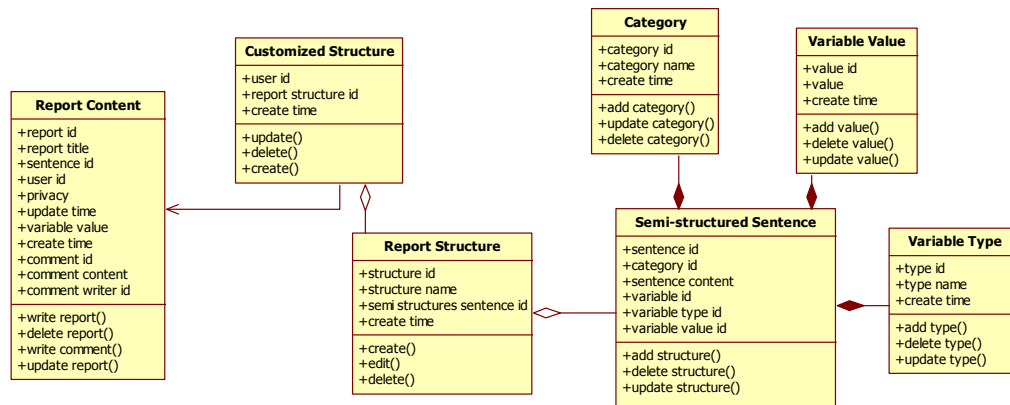 Report Content
+report id
+report title
+sentence id
+user id
+privacy
+update time
+variable value
+create time
+comment id
+comment content
+comment writer id
+write report()
+delete report()
+write comment()
+update report()
Customized Structure
+user id
+report structure id
+create time
+update()
+delete()
+create()
Report Structure
+structure id
+structure name
+semi structures sentence id
+create time
+create()
+edit()
+delete()
Category
+category id
+category name
+create time
+add category()
+update category()
+delete category()
Variable Value
+value id
+value
+create time
+add value()
+delete value()
+update value()
Semi-structured Sentence
+sentence id
+category id
+sentence content
+variable id
+variable type id
+variable value id
+add structure()
+delete structure()
+update structure()
Variable Type
+type id
+type name
+create time
+add type()
+delete type()
+update type()